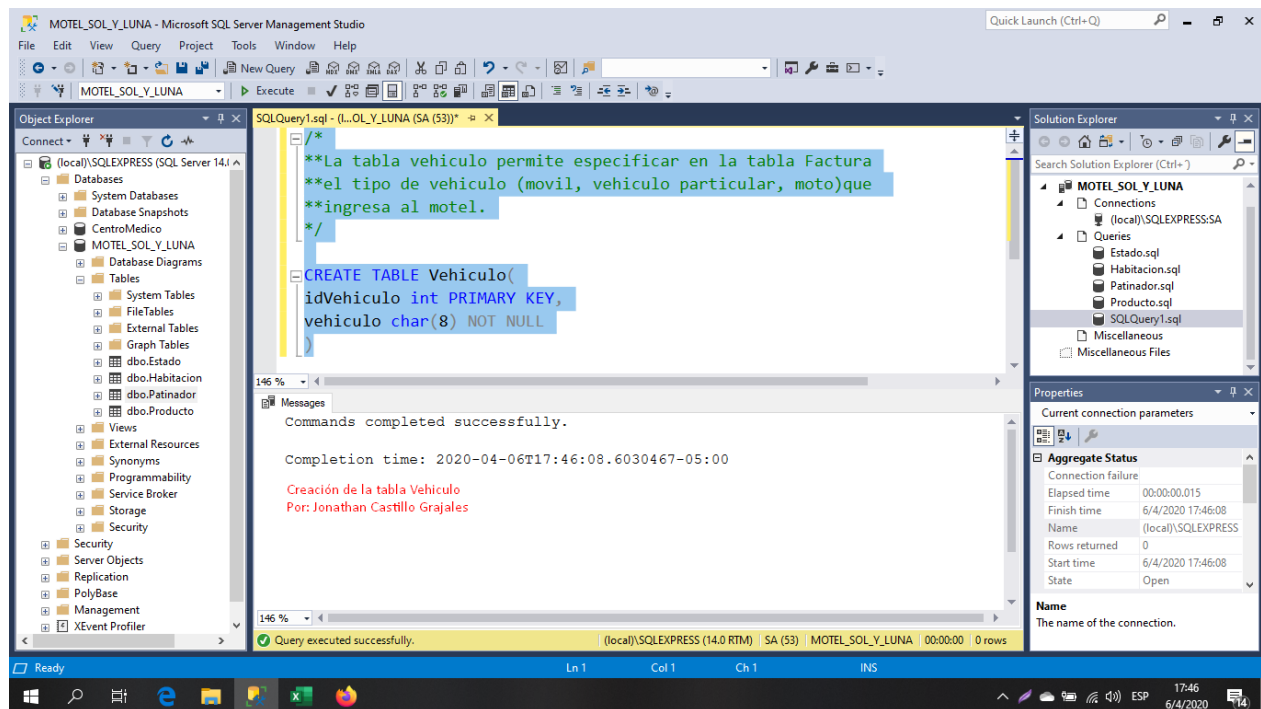 MOTEL_SOL_Y_LUNA - Microsoft SQL Server Management Studio
Quick Launch (Ctrl+Q)
File Edit View Query Project Tools Window Help
New Query
MOTEL_SOL_Y_LUNA
Execute
Object Explorer
Connect
(local)\SQLEXPRESS (SQL Server 14.(
Databases
System Databases
Database Snapshots
CentroMedico
MOTEL_SOL_Y_LUNA
Database Diagrams
Tables
System Tables
FileTables
External Tables
Graph Tables
dbo.Estado
dbo.Habitacion
dbo.Patinador
dbo.Producto
Views
External Resources
Synonyms
Programmability
Service Broker
Storage
Security
Security
Server Objects
Replication
PolyBase
Management
XEvent Profiler
SQLQuery1.sql - (l...OL_Y_LUNA (SA (53))*
/*
**La tabla vehiculo permite especificar en la tabla Factura
**el tipo de vehiculo (movil, vehiculo particular, moto)que
**ingresa al motel.
*/
CREATE TABLE Vehiculo(
idVehiculo int PRIMARY KEY,
vehiculo char(8) NOT NULL
)
146 %
Messages
Commands completed successfully.
Completion time: 2020-04-06T17:46:08.6030467-05:00
Creación de la tabla Vehiculo
Por: Jonathan Castillo Grajales
146 %
Query executed successfully.
(local)\SQLEXPRESS (14.0 RTM) SA (53) MOTEL_SOL_Y_LUNA 00:00:00 0 rows
Solution Explorer
Search Solution Explorer (Ctrl+´)
MOTEL_SOL_Y_LUNA
Connections
(local)\SQLEXPRESS:SA
Queries
Estado.sql
Habitacion.sql
Patinador.sql
Producto.sql
SQLQuery1.sql
Miscellaneous
Miscellaneous Files
Properties
Current connection parameters
Aggregate Status
Connection failure
Elapsed time 00:00:00.015
Finish time 6/4/2020 17:46:08
Name (local)\SQLEXPRESS
Rows returned 0
Start time 6/4/2020 17:46:08
State Open
Name
The name of the connection.
Ready
Ln 1 Col 1 Ch 1 INS
ESP
17:46
6/4/2020
14